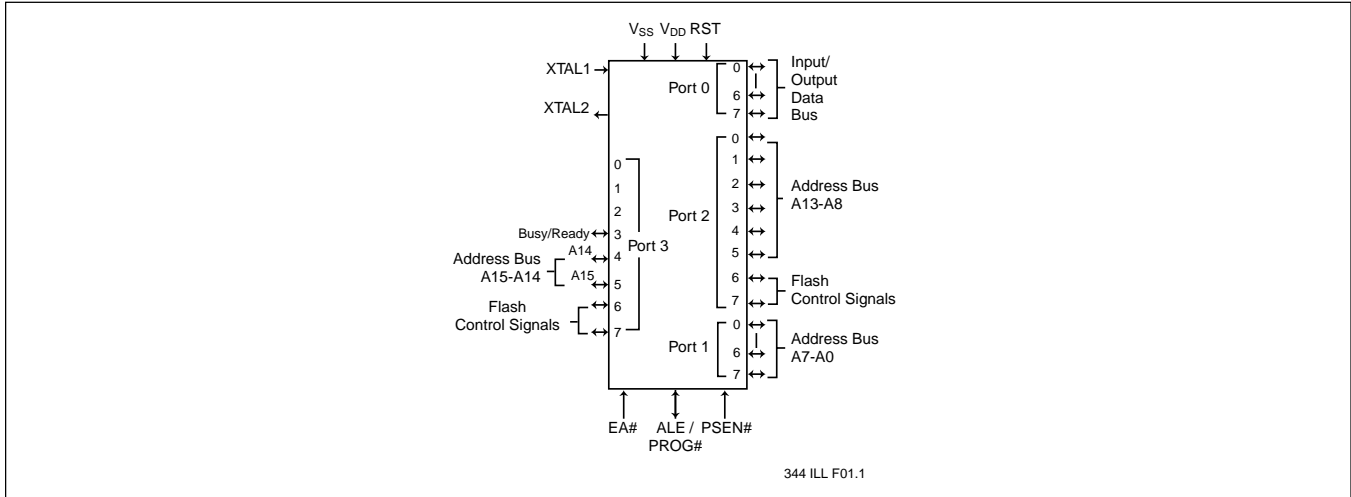 VSS VDD RST
XTAL1
XTAL2
Port 0
0
6
7
Input/
Output
Data
Bus
Port 2
0
1
2
3
4
5
6
7
Address Bus
A13-A8
Flash
Control Signals
Port 3
0
1
2
3
4
5
6
7
Busy/Ready
A14
A15
Address Bus
A15-A14
Flash
Control Signals
Port 1
0
6
7
Address Bus
A7-A0
EA#
ALE /
PROG#
PSEN#
344 ILL F01.1